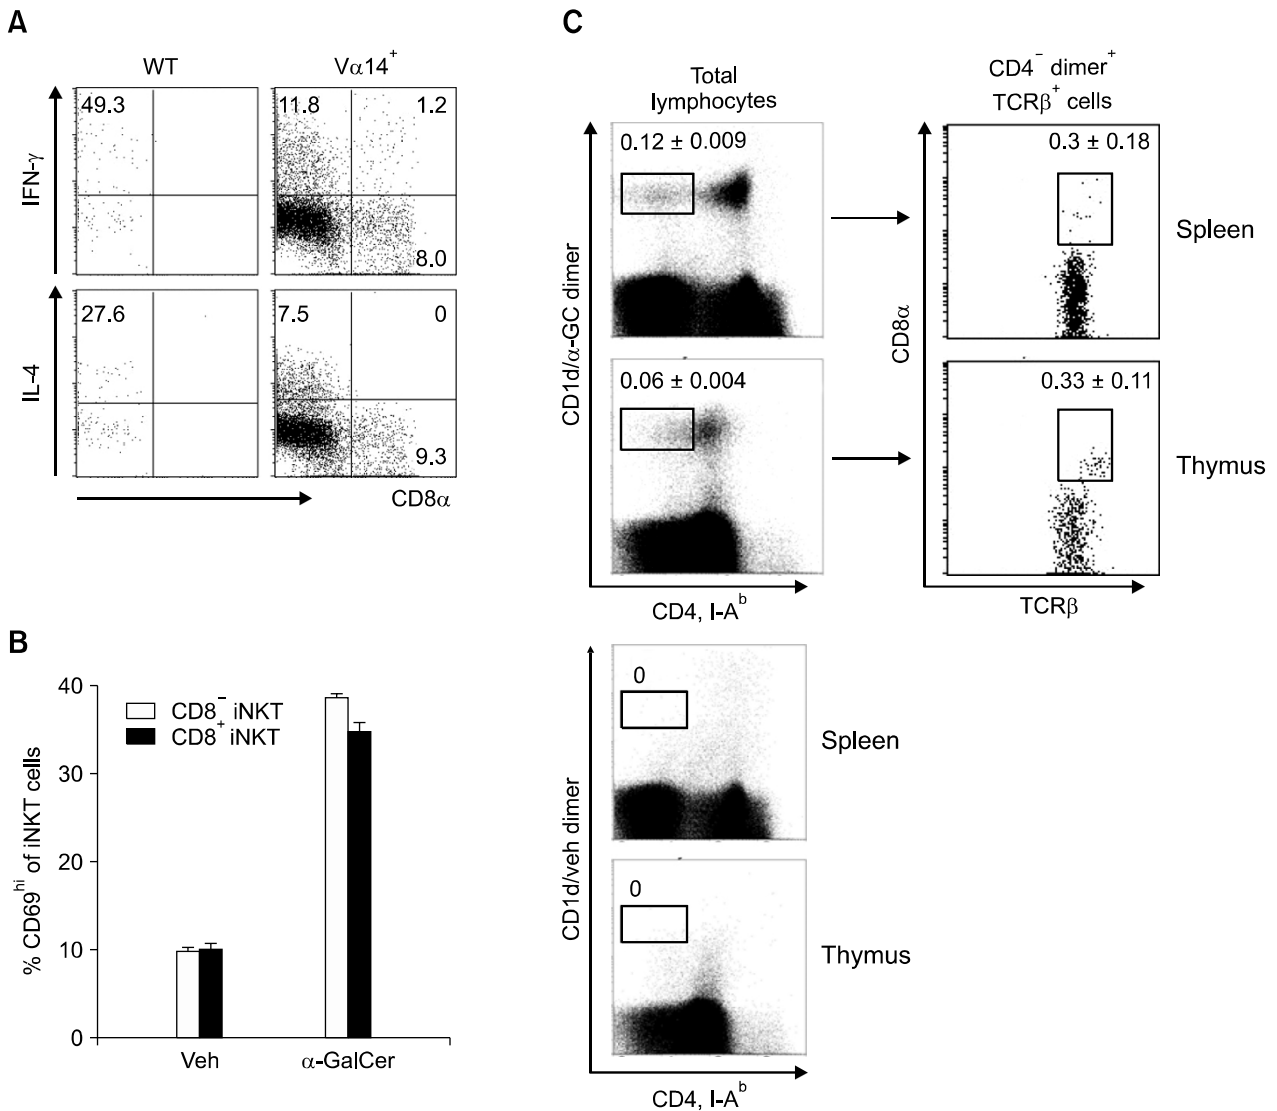 A
WT
Vα14+
IFN-γ
49.3
11.8
1.2
8.0
IL-4
27.6
7.5
0
9.3
CD8α
B
% CD69hi of iNKT cells
40
30
20
10
0
CD8− iNKT
CD8+ iNKT
Veh
α-GalCer
C
Total
lymphocytes
CD4− dimer+
TCRβ+ cells
CD1d/α-GC dimer
0.12 ± 0.009
CD8α
0.3 ± 0.18
Spleen
0.06 ± 0.004
0.33 ± 0.11
Thymus
CD4, I-Ab
TCRβ
CD1d/veh dimer
0
Spleen
0
Thymus
CD4, I-Ab